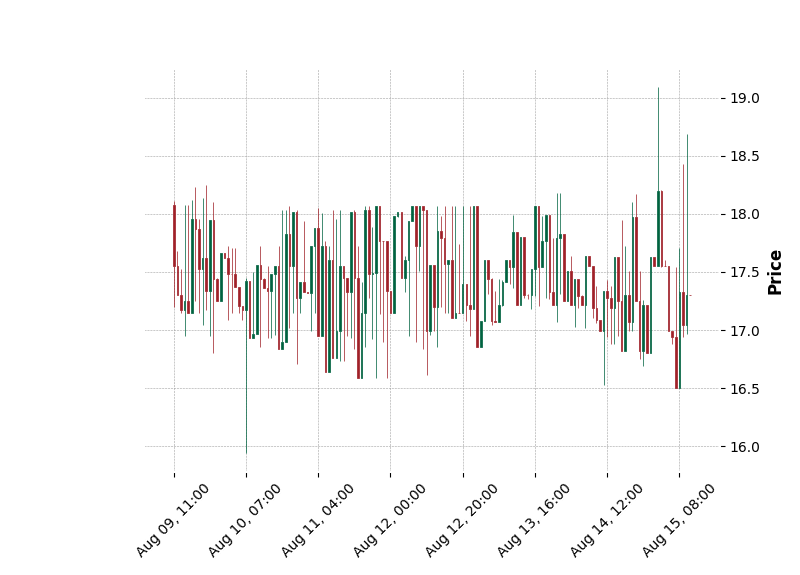 19.0
18.5
18.0
17.5
17.0
16.5
16.0
Price
Aug 09, 11:00
Aug 10, 07:00
Aug 11, 04:00
Aug 12, 00:00
Aug 12, 20:00
Aug 13, 16:00
Aug 14, 12:00
Aug 15, 08:00